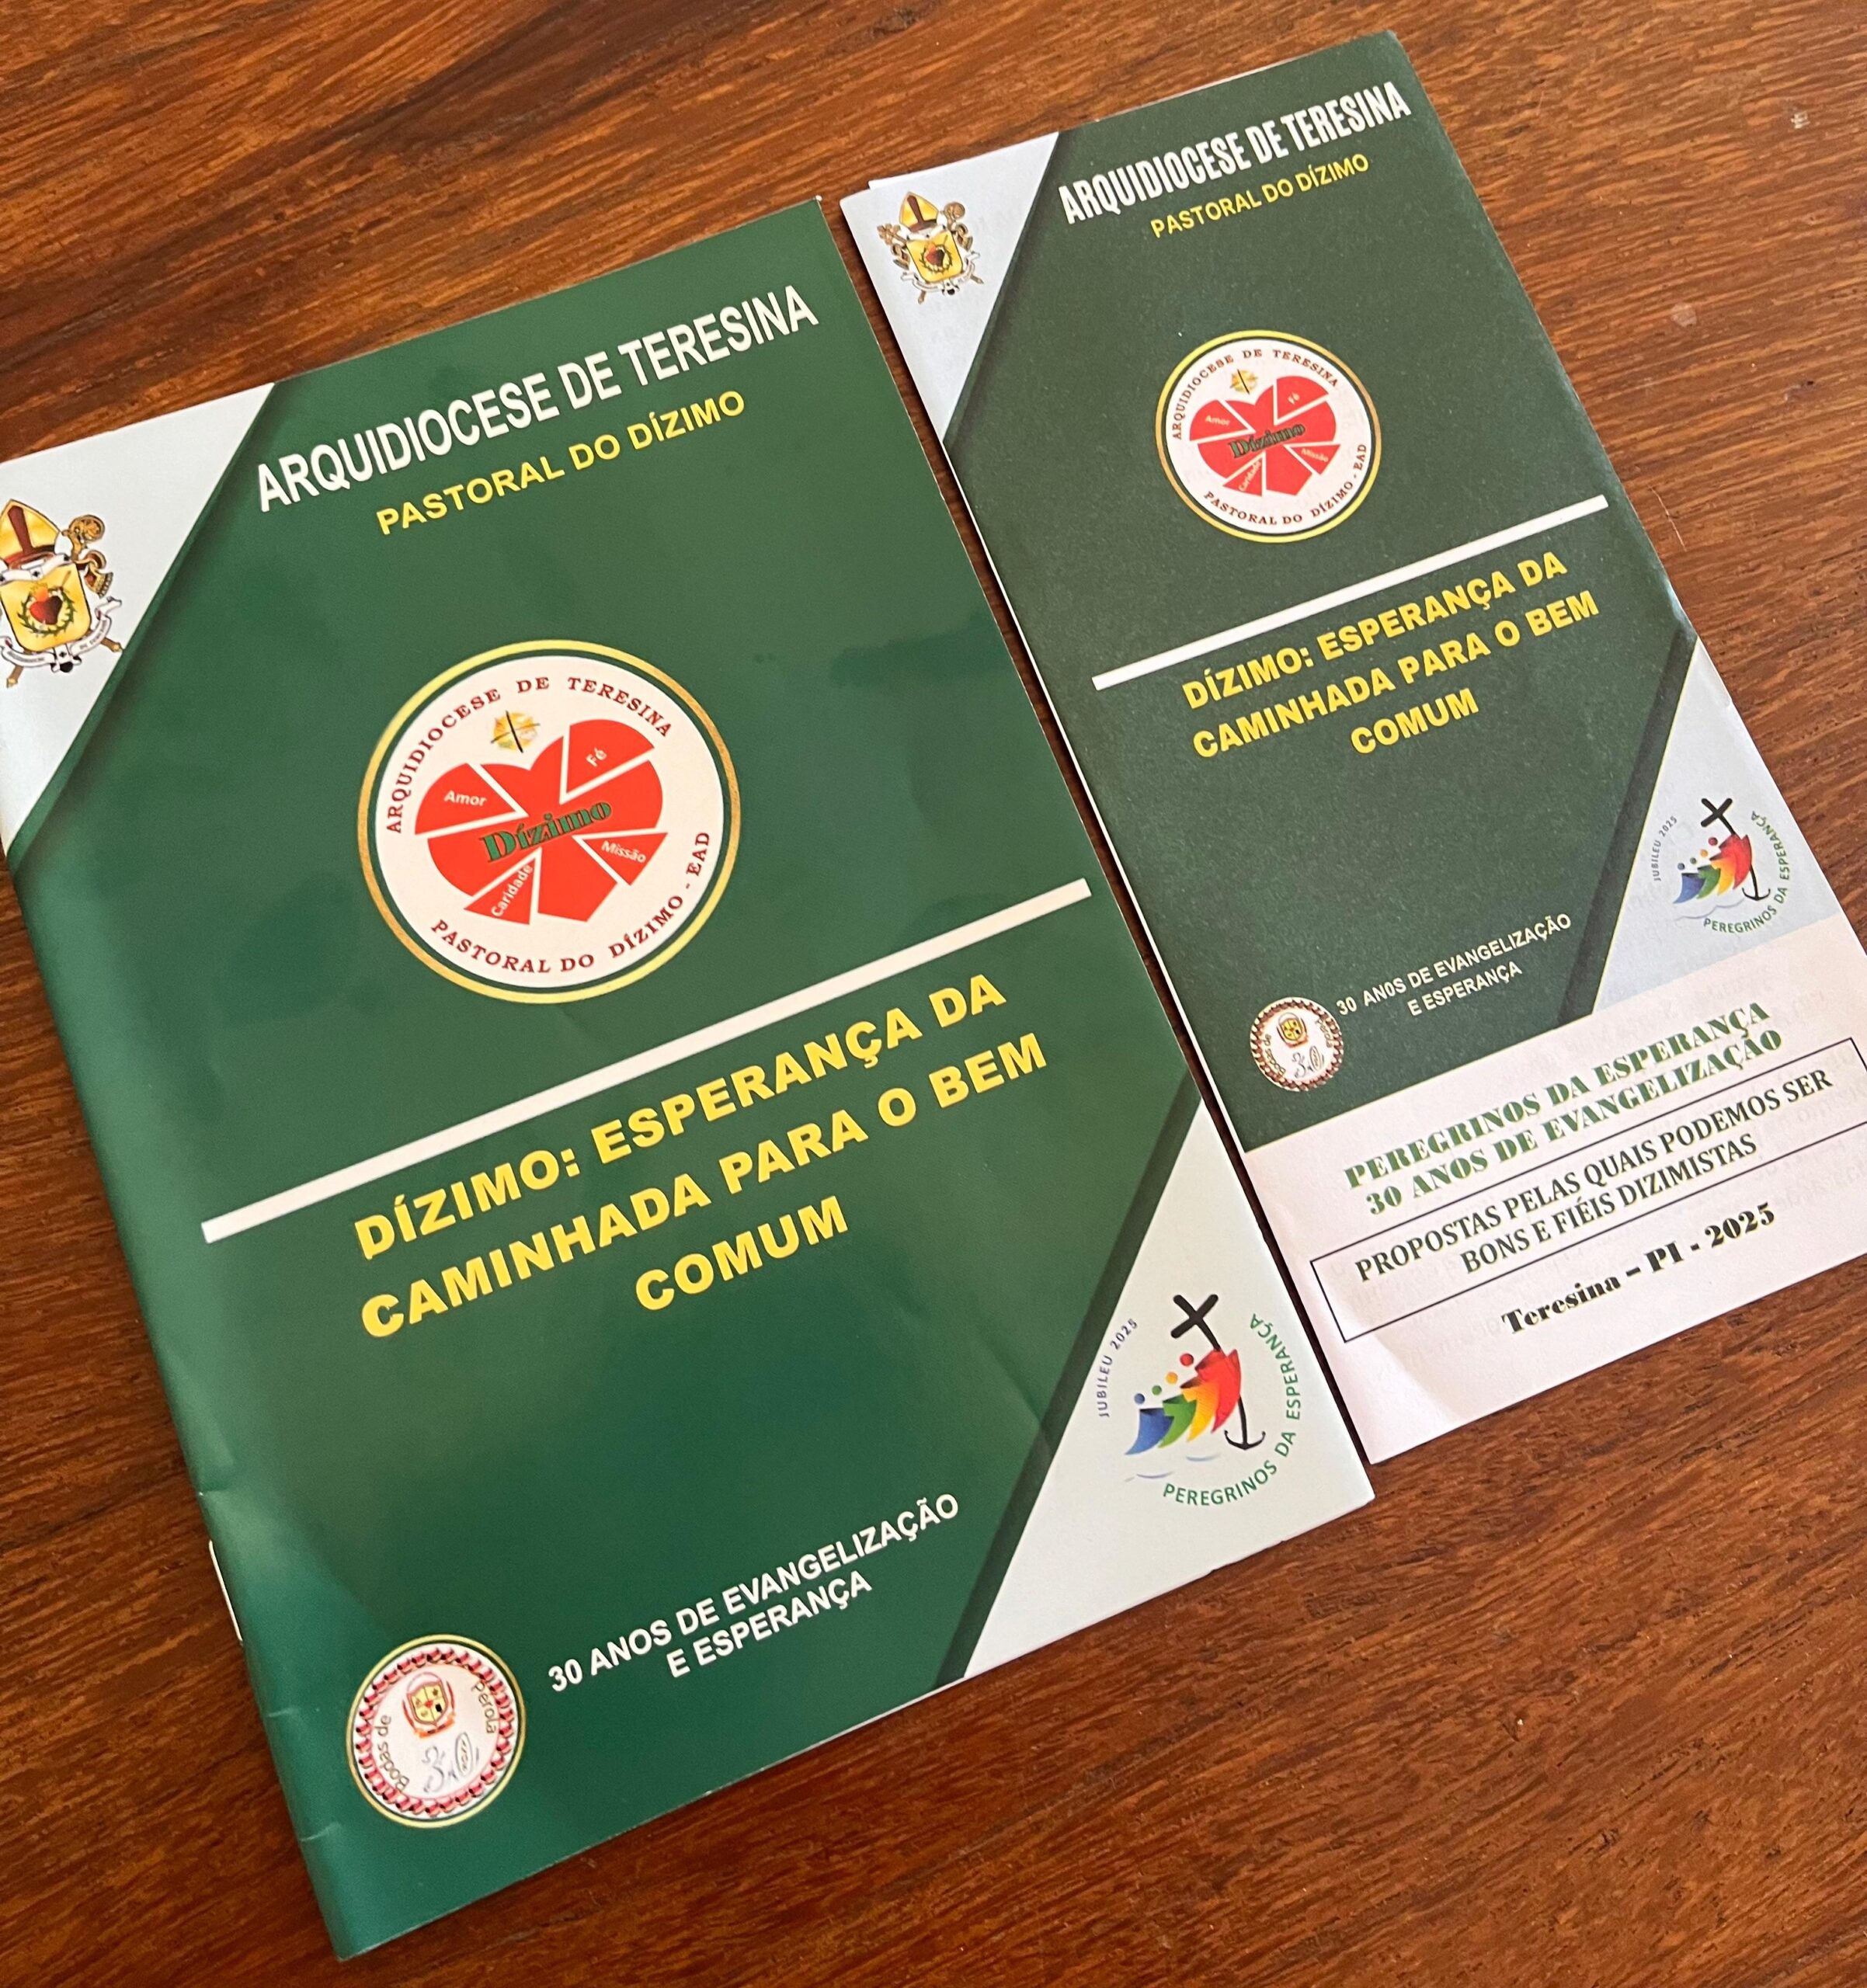 ARQUIDIOCESE DE TERESINA
PASTORAL DO DÍZIMO
ARQUIDIOCESE DE TERESINA
Amor
Fé
Dízimo
Missão
Caridade
PASTORAL DO DÍZIMO - EAD
DÍZIMO: ESPERANÇA DA
CAMINHADA PARA O BEM
COMUM
JUBILEU 2025
PEREGRINOS DA ESPERANÇA
30 ANOS DE EVANGELIZAÇÃO
E ESPERANÇA
Bodas de
Pérola
ARQUIDIOCESE DE TERESINA
PASTORAL DO DÍZIMO
ARQUIDIOCESE DE TERESINA
Amor
Fé
Dízimo
Missão
Caridade
PASTORAL DO DÍZIMO - EAD
DÍZIMO: ESPERANÇA DA
CAMINHADA PARA O BEM
COMUM
JUBILEU 2025
PEREGRINOS DA ESPERANÇA
30 ANOS DE EVANGELIZAÇÃO
E ESPERANÇA
Bodas de
Pérola
PEREGRINOS DA ESPERANÇA
30 ANOS DE EVANGELIZAÇÃO
PROPOSTAS PELAS QUAIS PODEMOS SER
BONS E FIÉIS DIZIMISTAS
Teresina – PI - 2025